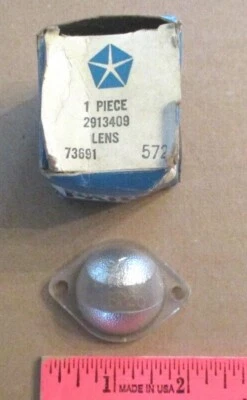 1 PIECE
2913409
LENS
73691 572
1 MADE IN USA 2